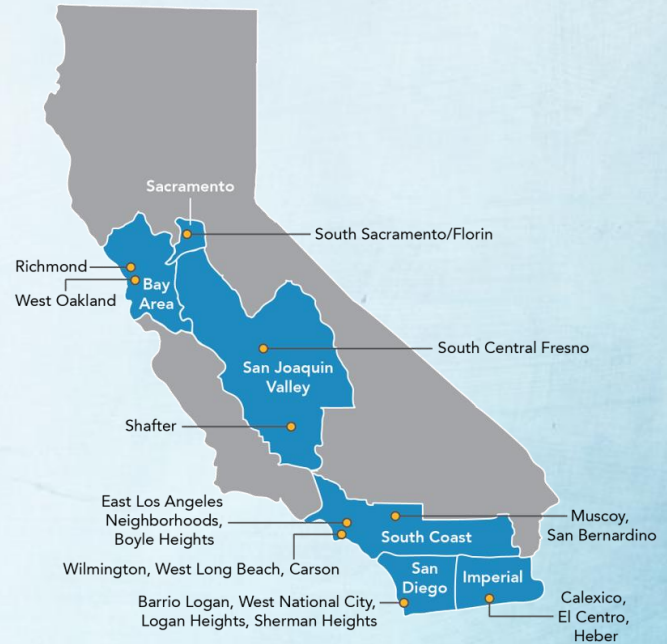 Sacramento
South Sacramento/Florin
Richmond
West Oakland
Bay
Area
South Central Fresno
San Joaquin
Valley
Shafter
East Los Angeles
Neighborhoods,
Boyle Heights
Muscoy,
San Bernardino
South Coast
Wilmington, West Long Beach, Carson
San
Diego
Imperial
Barrio Logan, West National City,
Logan Heights, Sherman Heights
Calexico,
El Centro,
Heber